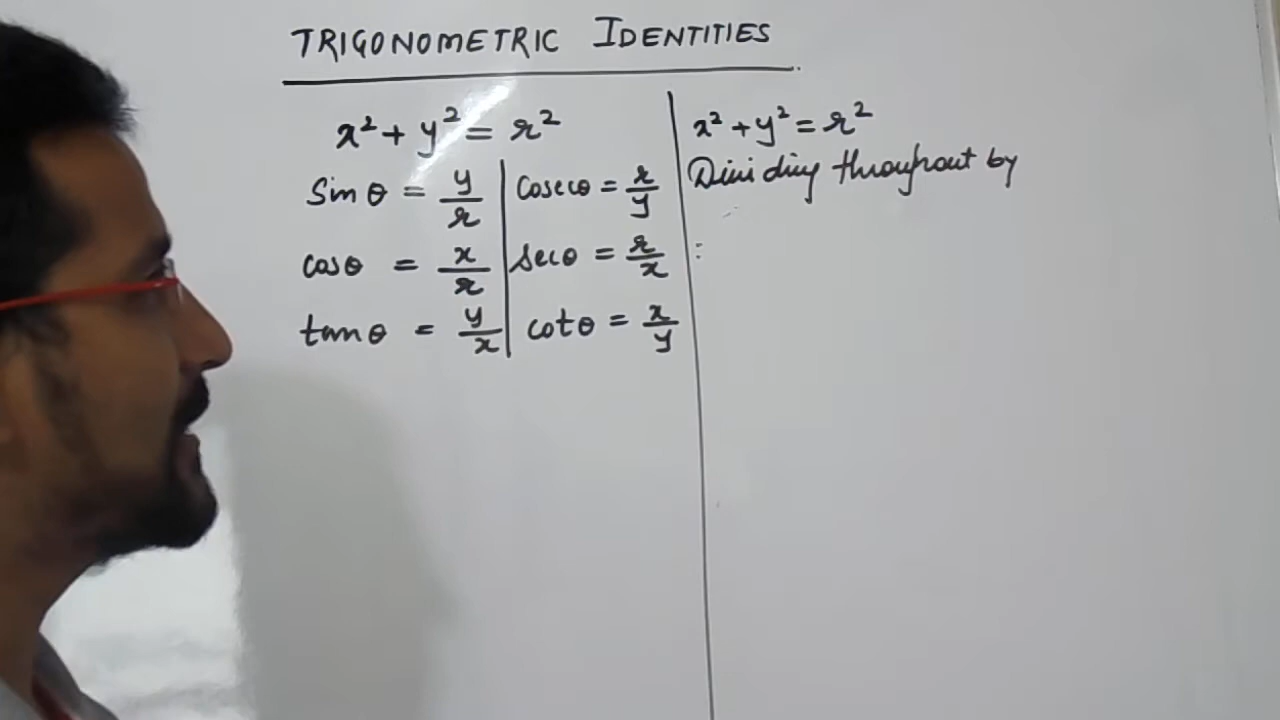 TRIGONOMETRIC IDENTITIES
x² + y² = r²
Sin θ = y/r | Cosec θ = r/y
cos θ = x/r | Sec θ = r/x
tan θ = y/x | cot θ = x/y
x² + y² = r²
Dividing throughout by
: